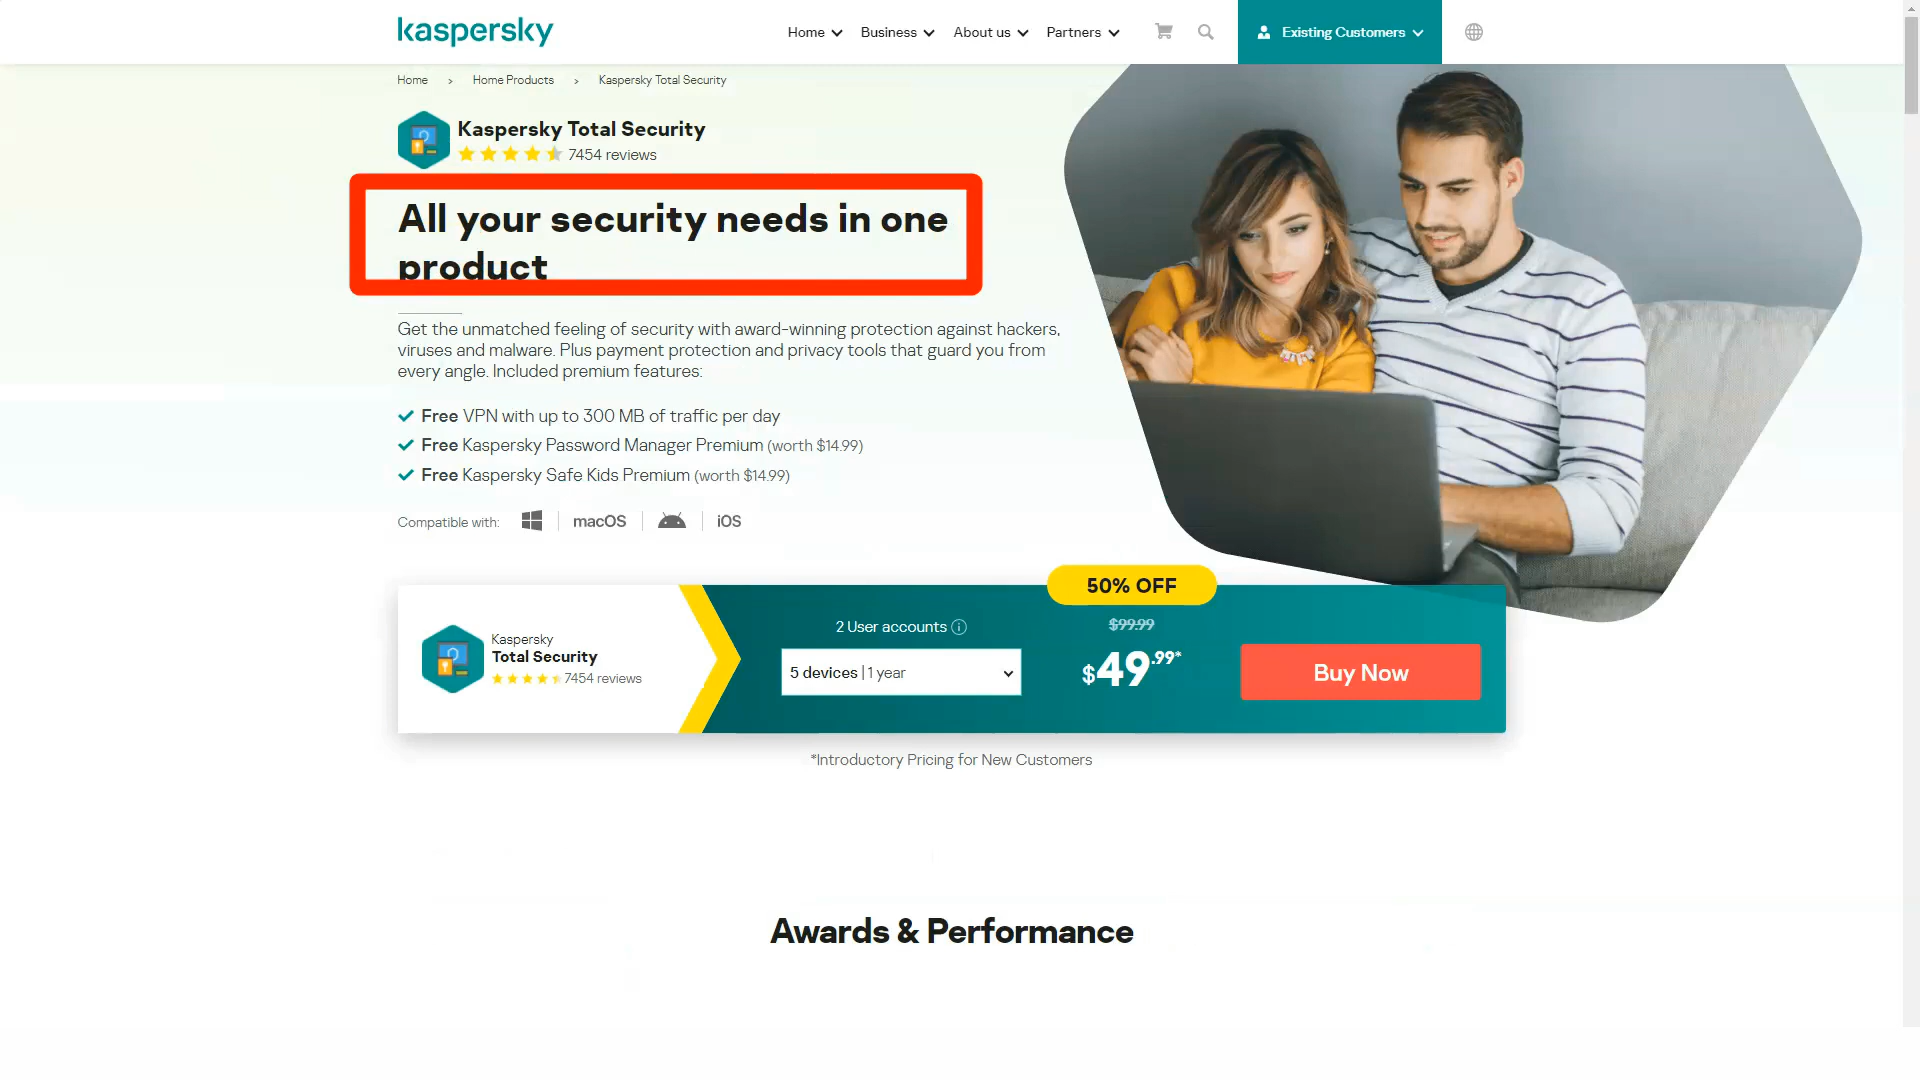 kaspersky
Home Business About us Partners Existing Customers
Home > Home Products > Kaspersky Total Security
Kaspersky Total Security
7454 reviews
All your security needs in one
product
Get the unmatched feeling of security with award-winning protection against hackers,
viruses and malware. Plus payment protection and privacy tools that guard you from
every angle. Included premium features:
Free VPN with up to 300 MB of traffic per day
Free Kaspersky Password Manager Premium (worth $14.99)
Free Kaspersky Safe Kids Premium (worth $14.99)
Compatible with: macOS iOS
Kaspersky
Total Security
7454 reviews
2 User accounts
5 devices | 1 year
50% OFF
$99.99
$49.99*
Buy Now
*Introductory Pricing for New Customers
Awards & Performance